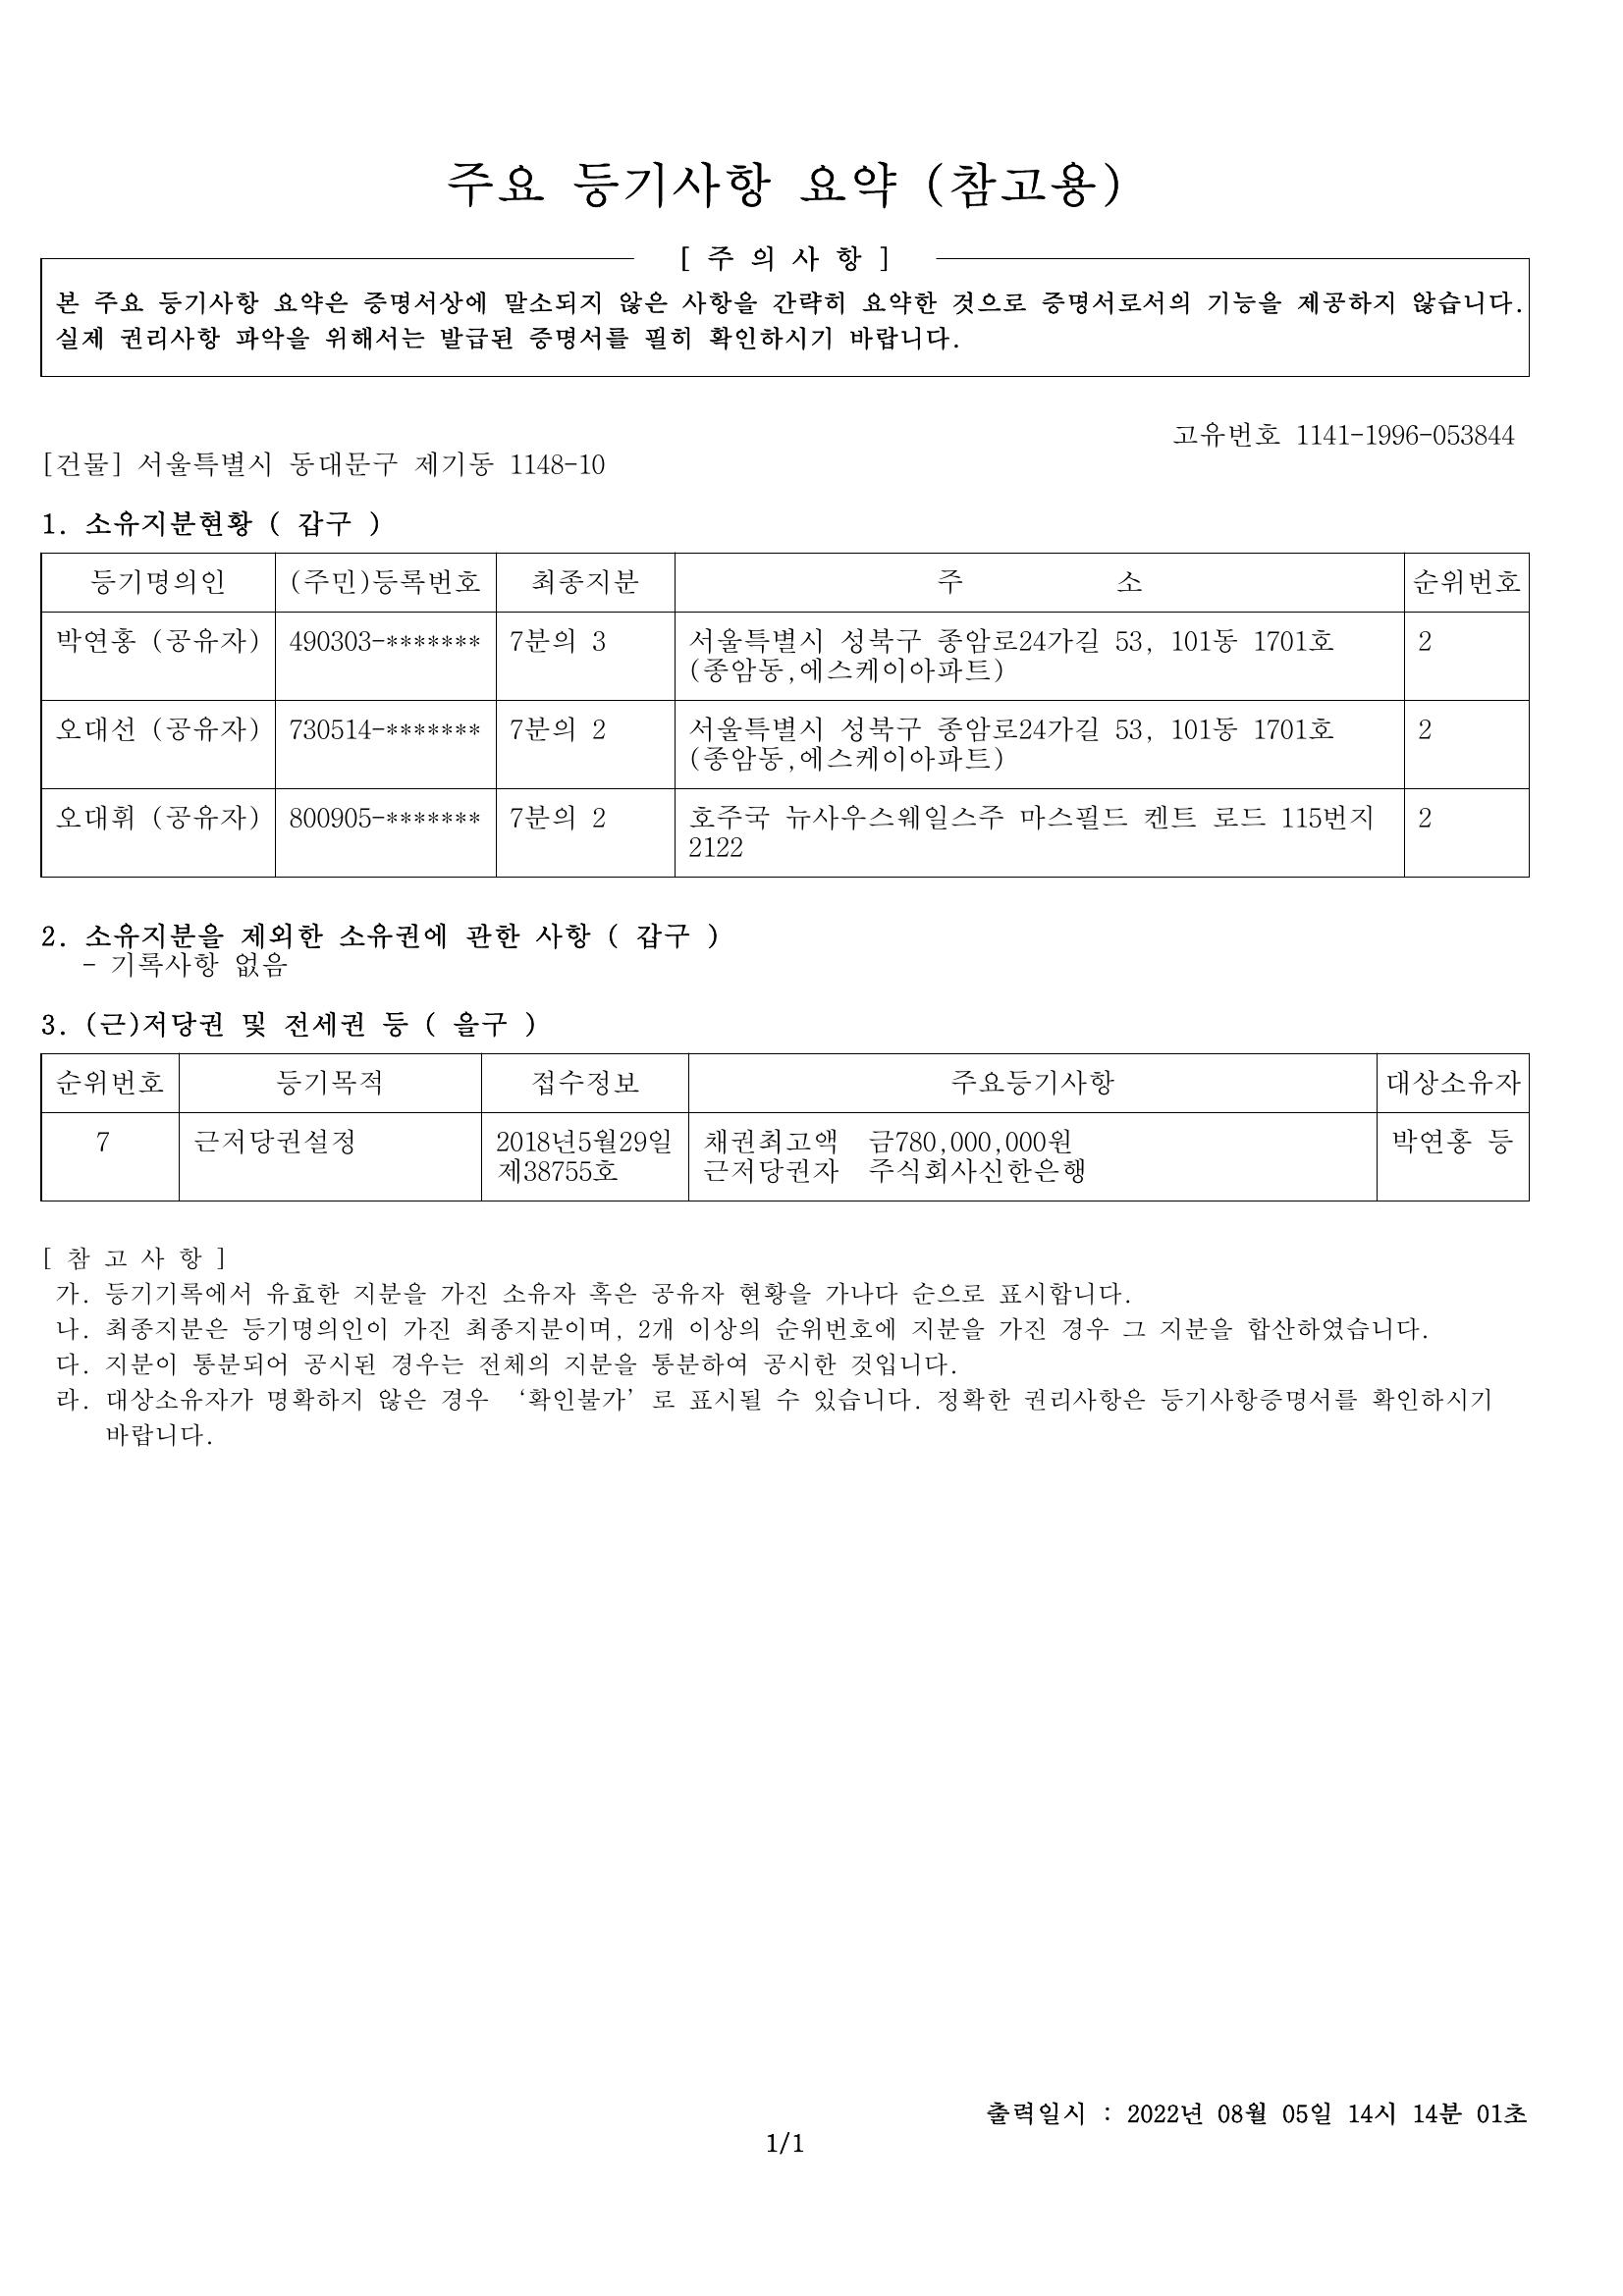 주요 등기사항 요약 (참고용)
[ 주 의 사 항 ]
본 주요 등기사항 요약은 증명서상에 말소되지 않은 사항을 간략히 요약한 것으로 증명서로서의 기능을 제공하지 않습니다.
실제 권리사항 파악을 위해서는 발급된 증명서를 필히 확인하시기 바랍니다.
고유번호 1141-1996-053844
[건물] 서울특별시 동대문구 제기동 1148-10
1. 소유지분현황 ( 갑구 )
등기명의인 (주민)등록번호 최종지분 주 소 순위번호
박연홍 (공유자) 490303-******* 7분의 3 서울특별시 성북구 종암로24가길 53, 101동 1701호 2
(종암동,에스케이아파트)
오대선 (공유자) 730514-******* 7분의 2 서울특별시 성북구 종암로24가길 53, 101동 1701호 2
(종암동,에스케이아파트)
오대휘 (공유자) 800905-******* 7분의 2 호주국 뉴사우스웨일스주 마스필드 켄트 로드 115번지 2
2122
2. 소유지분을 제외한 소유권에 관한 사항 ( 갑구 )
- 기록사항 없음
3. (근)저당권 및 전세권 등 ( 을구 )
순위번호 등기목적 접수정보 주요등기사항 대상소유자
7 근저당권설정 2018년5월29일 채권최고액 금780,000,000원 박연홍 등
제38755호 근저당권자 주식회사신한은행
[ 참 고 사 항 ]
가. 등기기록에서 유효한 지분을 가진 소유자 혹은 공유자 현황을 가나다 순으로 표시합니다.
나. 최종지분은 등기명의인이 가진 최종지분이며, 2개 이상의 순위번호에 지분을 가진 경우 그 지분을 합산하였습니다.
다. 지분이 통분되어 공시된 경우는 전체의 지분을 통분하여 공시한 것입니다.
라. 대상소유자가 명확하지 않은 경우 ‘확인불가’로 표시될 수 있습니다. 정확한 권리사항은 등기사항증명서를 확인하시기
바랍니다.
출력일시 : 2022년 08월 05일 14시 14분 01초
1/1